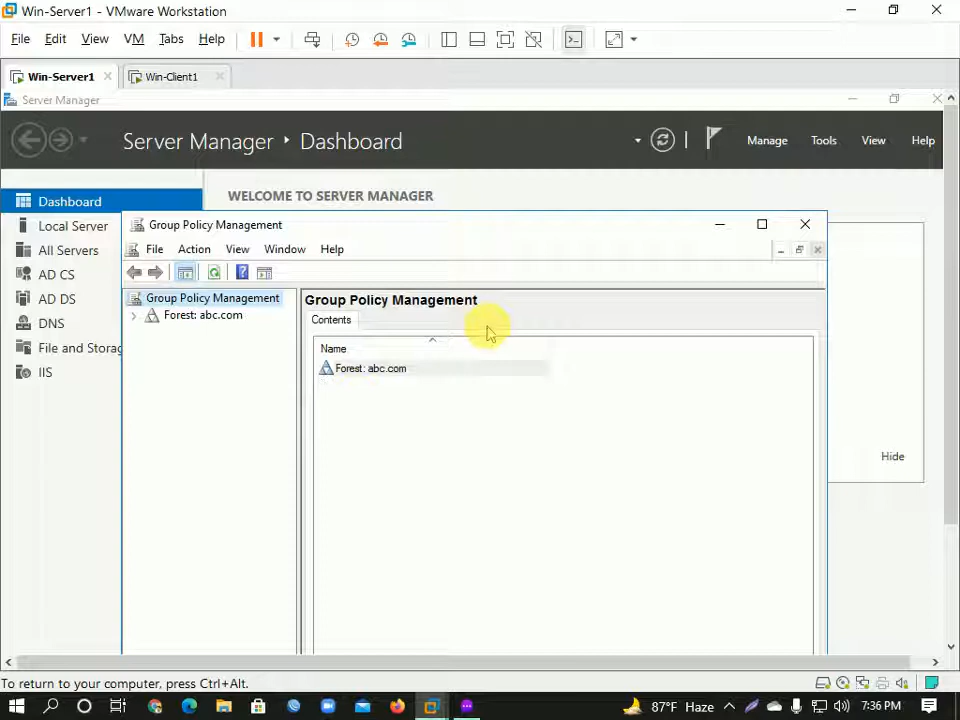 Win-Server1 - VMware Workstation
File Edit View VM Tabs Help
Win-Server1 Win-Client1
Server Manager
Server Manager Dashboard
Manage Tools View Help
WELCOME TO SERVER MANAGER
Dashboard
Local Server
All Servers
AD CS
AD DS
DNS
File and Storag
IIS
Group Policy Management
File Action View Window Help
Group Policy Management
Forest: abc.com
Group Policy Management
Contents
Name
Forest: abc.com
Hide
To return to your computer, press Ctrl+Alt.
87°F Haze 7:36 PM